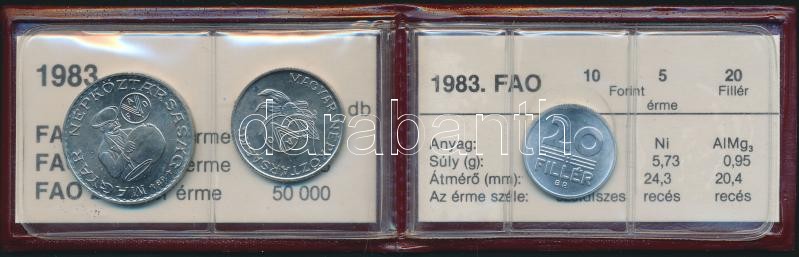 1983.
db
FA érme
FA érme
FAO érme 50 000
MAGYAR NÉPKÖZTÁRSASÁG
MAGYAR NÉPKÖZTÁRSASÁG
1983. FAO 10 5 20
Forint Fillér
érme
Anyag: Ni AlMg3
Súly (g): 5,73 0,95
Átmérő (mm): 24,3 20,4
Az érme széle: recés recés
20
FILLÉR
BP.
darabanth
darabanth